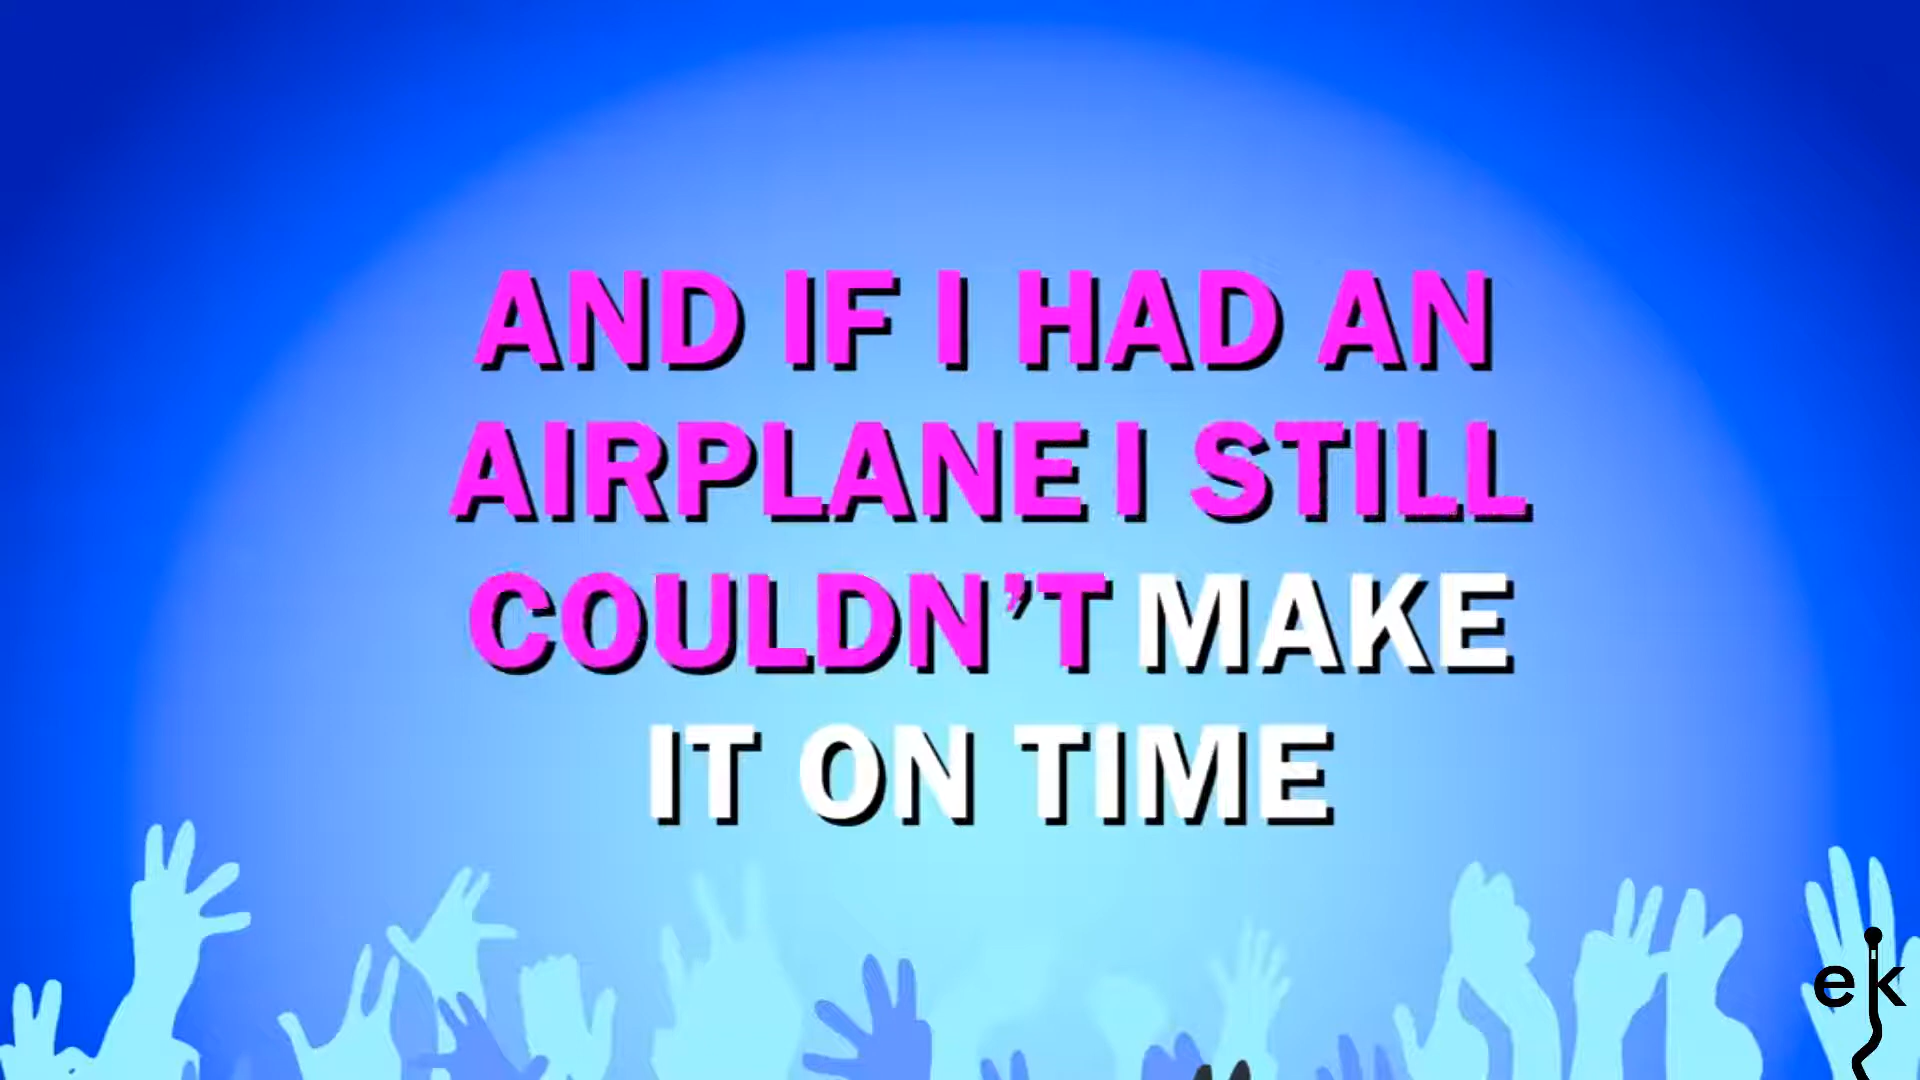 AND IF I HAD AN
AIRPLANE I STILL
COULDN'T MAKE
IT ON TIME
ek